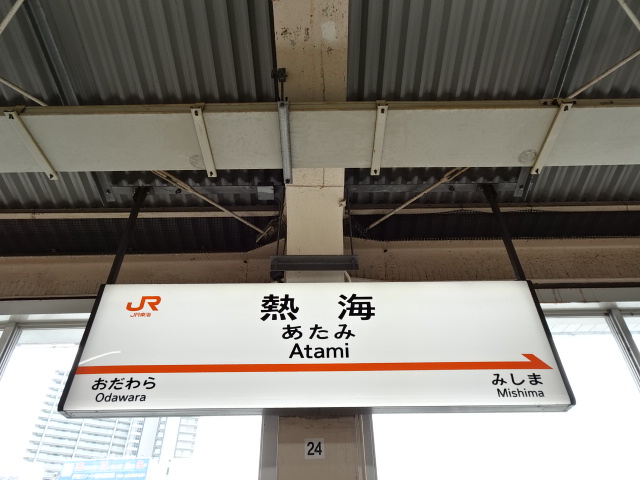 JR
JR東海
熱海
あたみ
Atami
おだわら
Odawara
みしま
Mishima
24